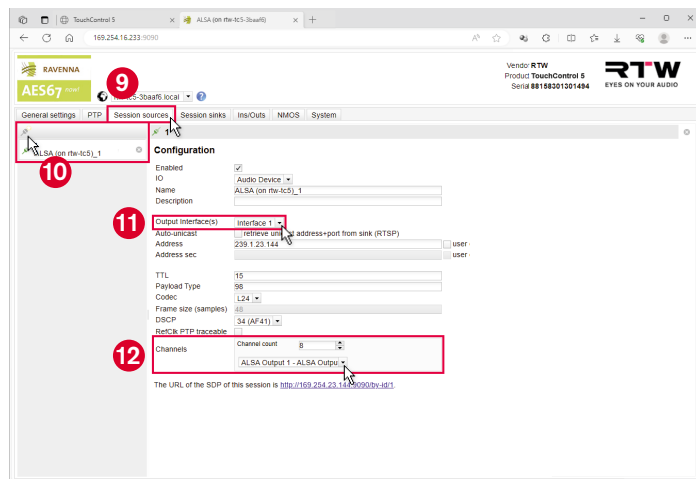 TouchControl 5
ALSA (on rtw-tc5-3baaf6)
169.254.16.233:9090
RAVENNA
AES67 now!
9
baaf6.local
Vendor RTW
Product TouchControl 5
Serial 88158301301494
RTW
EYES ON YOUR AUDIO
General settings
PTP
Session sources
Session sinks
Ins/Outs
NMOS
System
ALSA (on rtw-tc5)_1
10
1
Configuration
Enabled
IO
Audio Device
Name
ALSA (on rtw-tc5)_1
Description
11
Output Interface(s)
Interface 1
Auto-unicast
address+port from sink (RTSP)
Address
239.1.23.144
user
Address sec
user
TTL
15
Payload Type
98
Codec
L24
Frame size (samples)
48
DSCP
34 (AF41)
RefClk PTP traceable
12
Channels
Channel count
8
ALSA Output 1 - ALSA Outpu
The URL of the SDP of this session is http://169.254.23.144:9090/by-id/1.